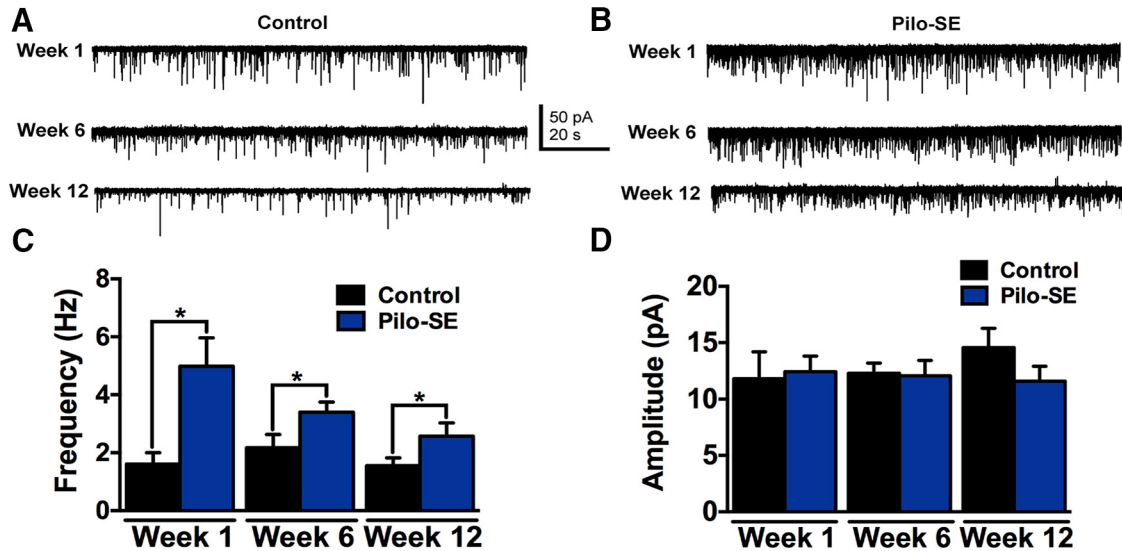 A
Control
Week 1
Week 6
Week 12
50 pA
20 s
B
Pilo-SE
Week 1
Week 6
Week 12
C
Frequency (Hz)
8
6
4
2
0
Control
Pilo-SE
*
*
*
Week 1
Week 6
Week 12
D
Amplitude (pA)
20
15
10
5
0
Control
Pilo-SE
Week 1
Week 6
Week 12